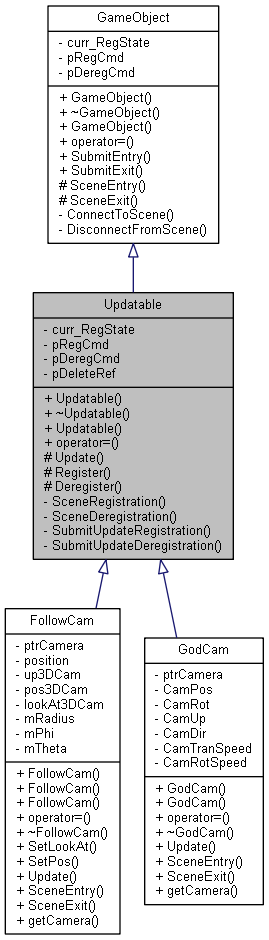 GameObject
- curr_RegState
- pRegCmd
- pDeregCmd
+ GameObject()
+ ~GameObject()
+ GameObject()
+ operator=()
+ SubmitEntry()
+ SubmitExit()
# SceneEntry()
# SceneExit()
- ConnectToScene()
- DisconnectFromScene()
Updatable
- curr_RegState
- pRegCmd
- pDeregCmd
- pDeleteRef
+ Updatable()
+ ~Updatable()
+ Updatable()
+ operator=()
# Update()
# Register()
# Deregister()
- SceneRegistration()
- SceneDeregistration()
- SubmitUpdateRegistration()
- SubmitUpdateDeregistration()
FollowCam
- ptrCamera
- position
- up3DCam
- pos3DCam
- lookAt3DCam
- mRadius
- mPhi
- mTheta
+ FollowCam()
+ FollowCam()
+ FollowCam()
+ operator=()
+ ~FollowCam()
+ SetLookAt()
+ SetPos()
+ Update()
+ SceneEntry()
+ SceneExit()
+ getCamera()
GodCam
- ptrCamera
- CamPos
- CamRot
- CamUp
- CamDir
- CamTranSpeed
- CamRotSpeed
+ GodCam()
+ GodCam()
+ operator=()
+ ~GodCam()
+ Update()
+ SceneEntry()
+ SceneExit()
+ getCamera()